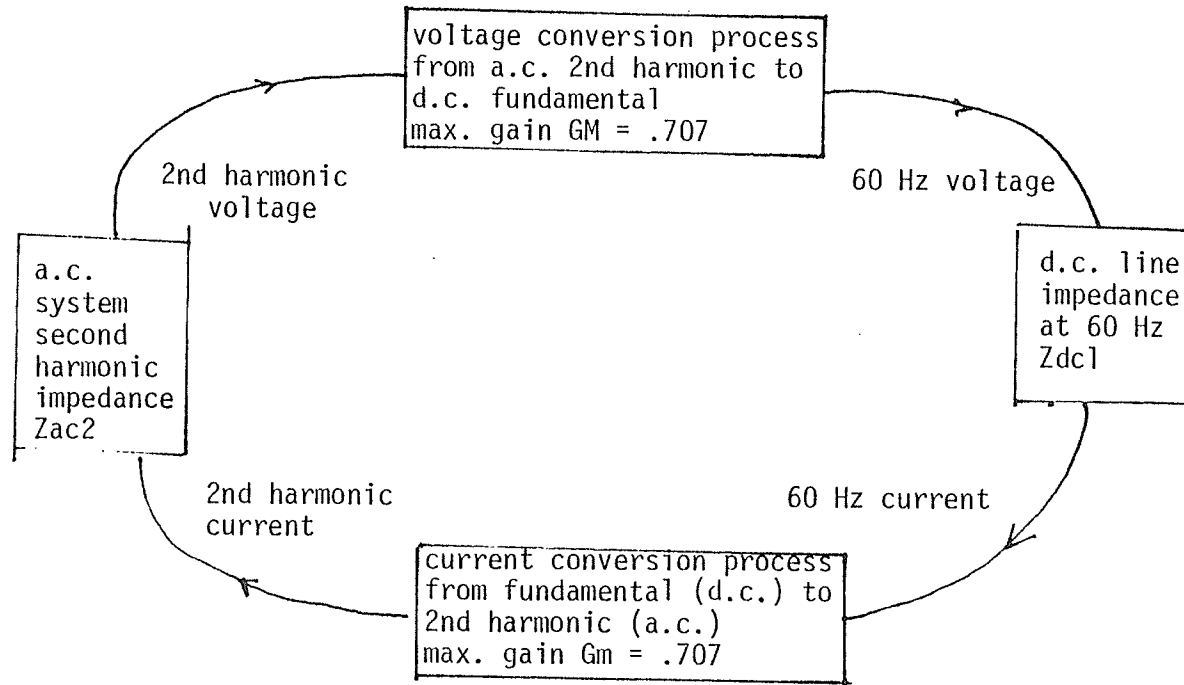 voltage conversion process
from a.c. 2nd harmonic to
d.c. fundamental
max. gain GM = .707
2nd harmonic
voltage
60 Hz voltage
a.c.
system
second
harmonic
impedance
Zac2
d.c. line
impedance
at 60 Hz
Zdc1
2nd harmonic
current
60 Hz current
current conversion process
from fundamental (d.c.) to
2nd harmonic (a.c.)
max. gain Gm = .707